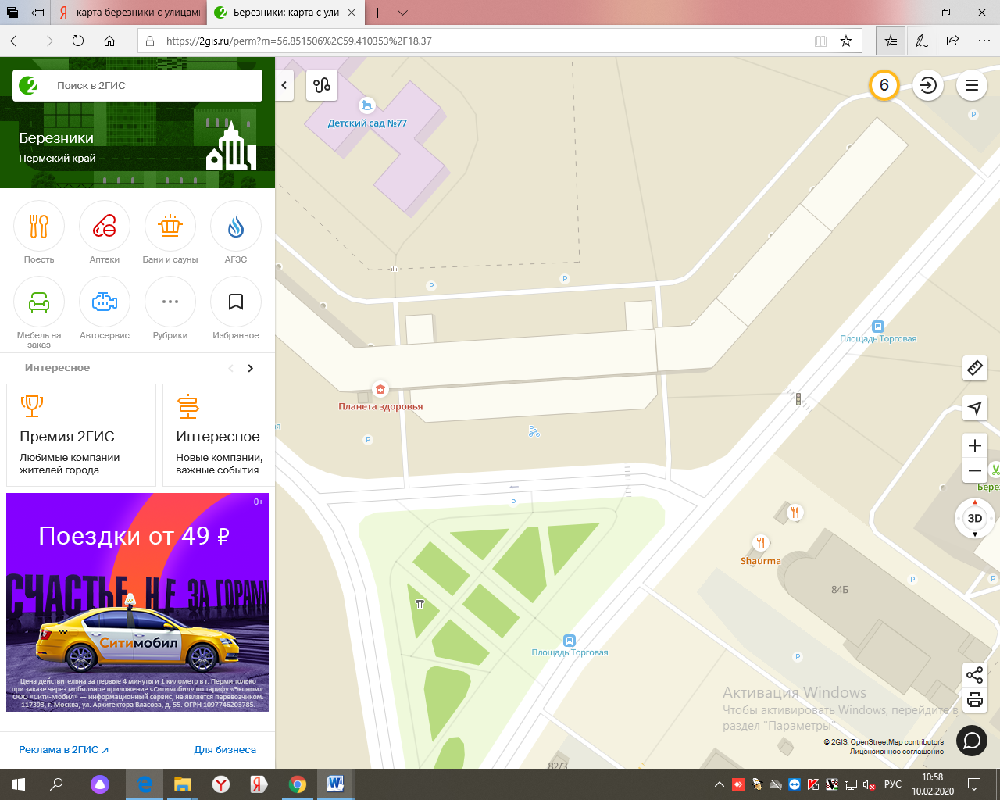 карта березники с улицам
Березники: карта с ули
https://2gis.ru/perm?m=56.851506%2C59.410353%2F18.37
Поиск в 2ГИС
Березники
Пермский край
Поесть
Аптеки
Бани и сауны
АГЗС
Мебель на
заказ
Автосервис
Рубрики
Избранное
Интересное
Премия 2ГИС
Любимые компании
жителей города
Интересное
Новые компании,
важные события
0+
Поездки от 49 ₽
СЧАСТЬЕ НЕ ЗА ГОРАМИ
Ситимобил
Цена действительна за первые 4 минуты и 1 километр в г. Перми только
при заказе через мобильное приложение «Ситимобил» по тарифу «Эконом».
ООО «Сити-Мобил» — информационный сервис, не является перевозчиком.
117393, г. Москва, ул. Архитектора Власова, д. 55. ОГРН 1097746203785.
Реклама в 2ГИС ↗
Для бизнеса
6
Детский сад №77
P
P
P
Площадь Торговая
Планета здоровья
ая
P
P
P
Берез
3D
Shaurma
84Б
P
P
Площадь Торговая
P
82/3
Активация Windows
Чтобы активировать Windows, перейдите в
раздел "Параметры".
© 2GIS, OpenStreetMap contributors
Лицензионное соглашение
РУС
10:58
10.02.2020